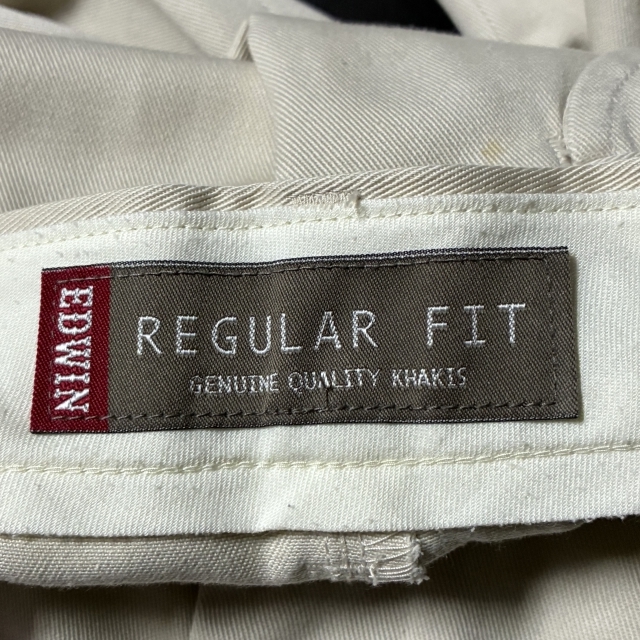 EDWIN
REGULAR FIT
GENUINE QUALITY KHAKIS